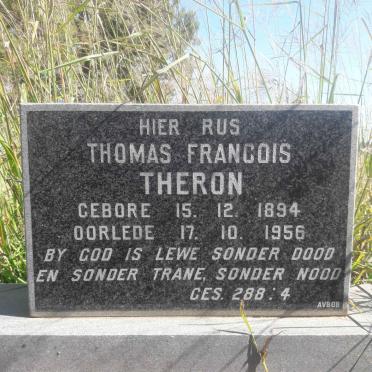 HIER RUS
THOMAS FRANCOIS
THERON
GEBORE 15. 12. 1894
OORLEDE 17. 10. 1956
BY GOD IS LEWE SONDER DOOD
EN SONDER TRANE, SONDER NOOD
GES. 288:4
AVBOB